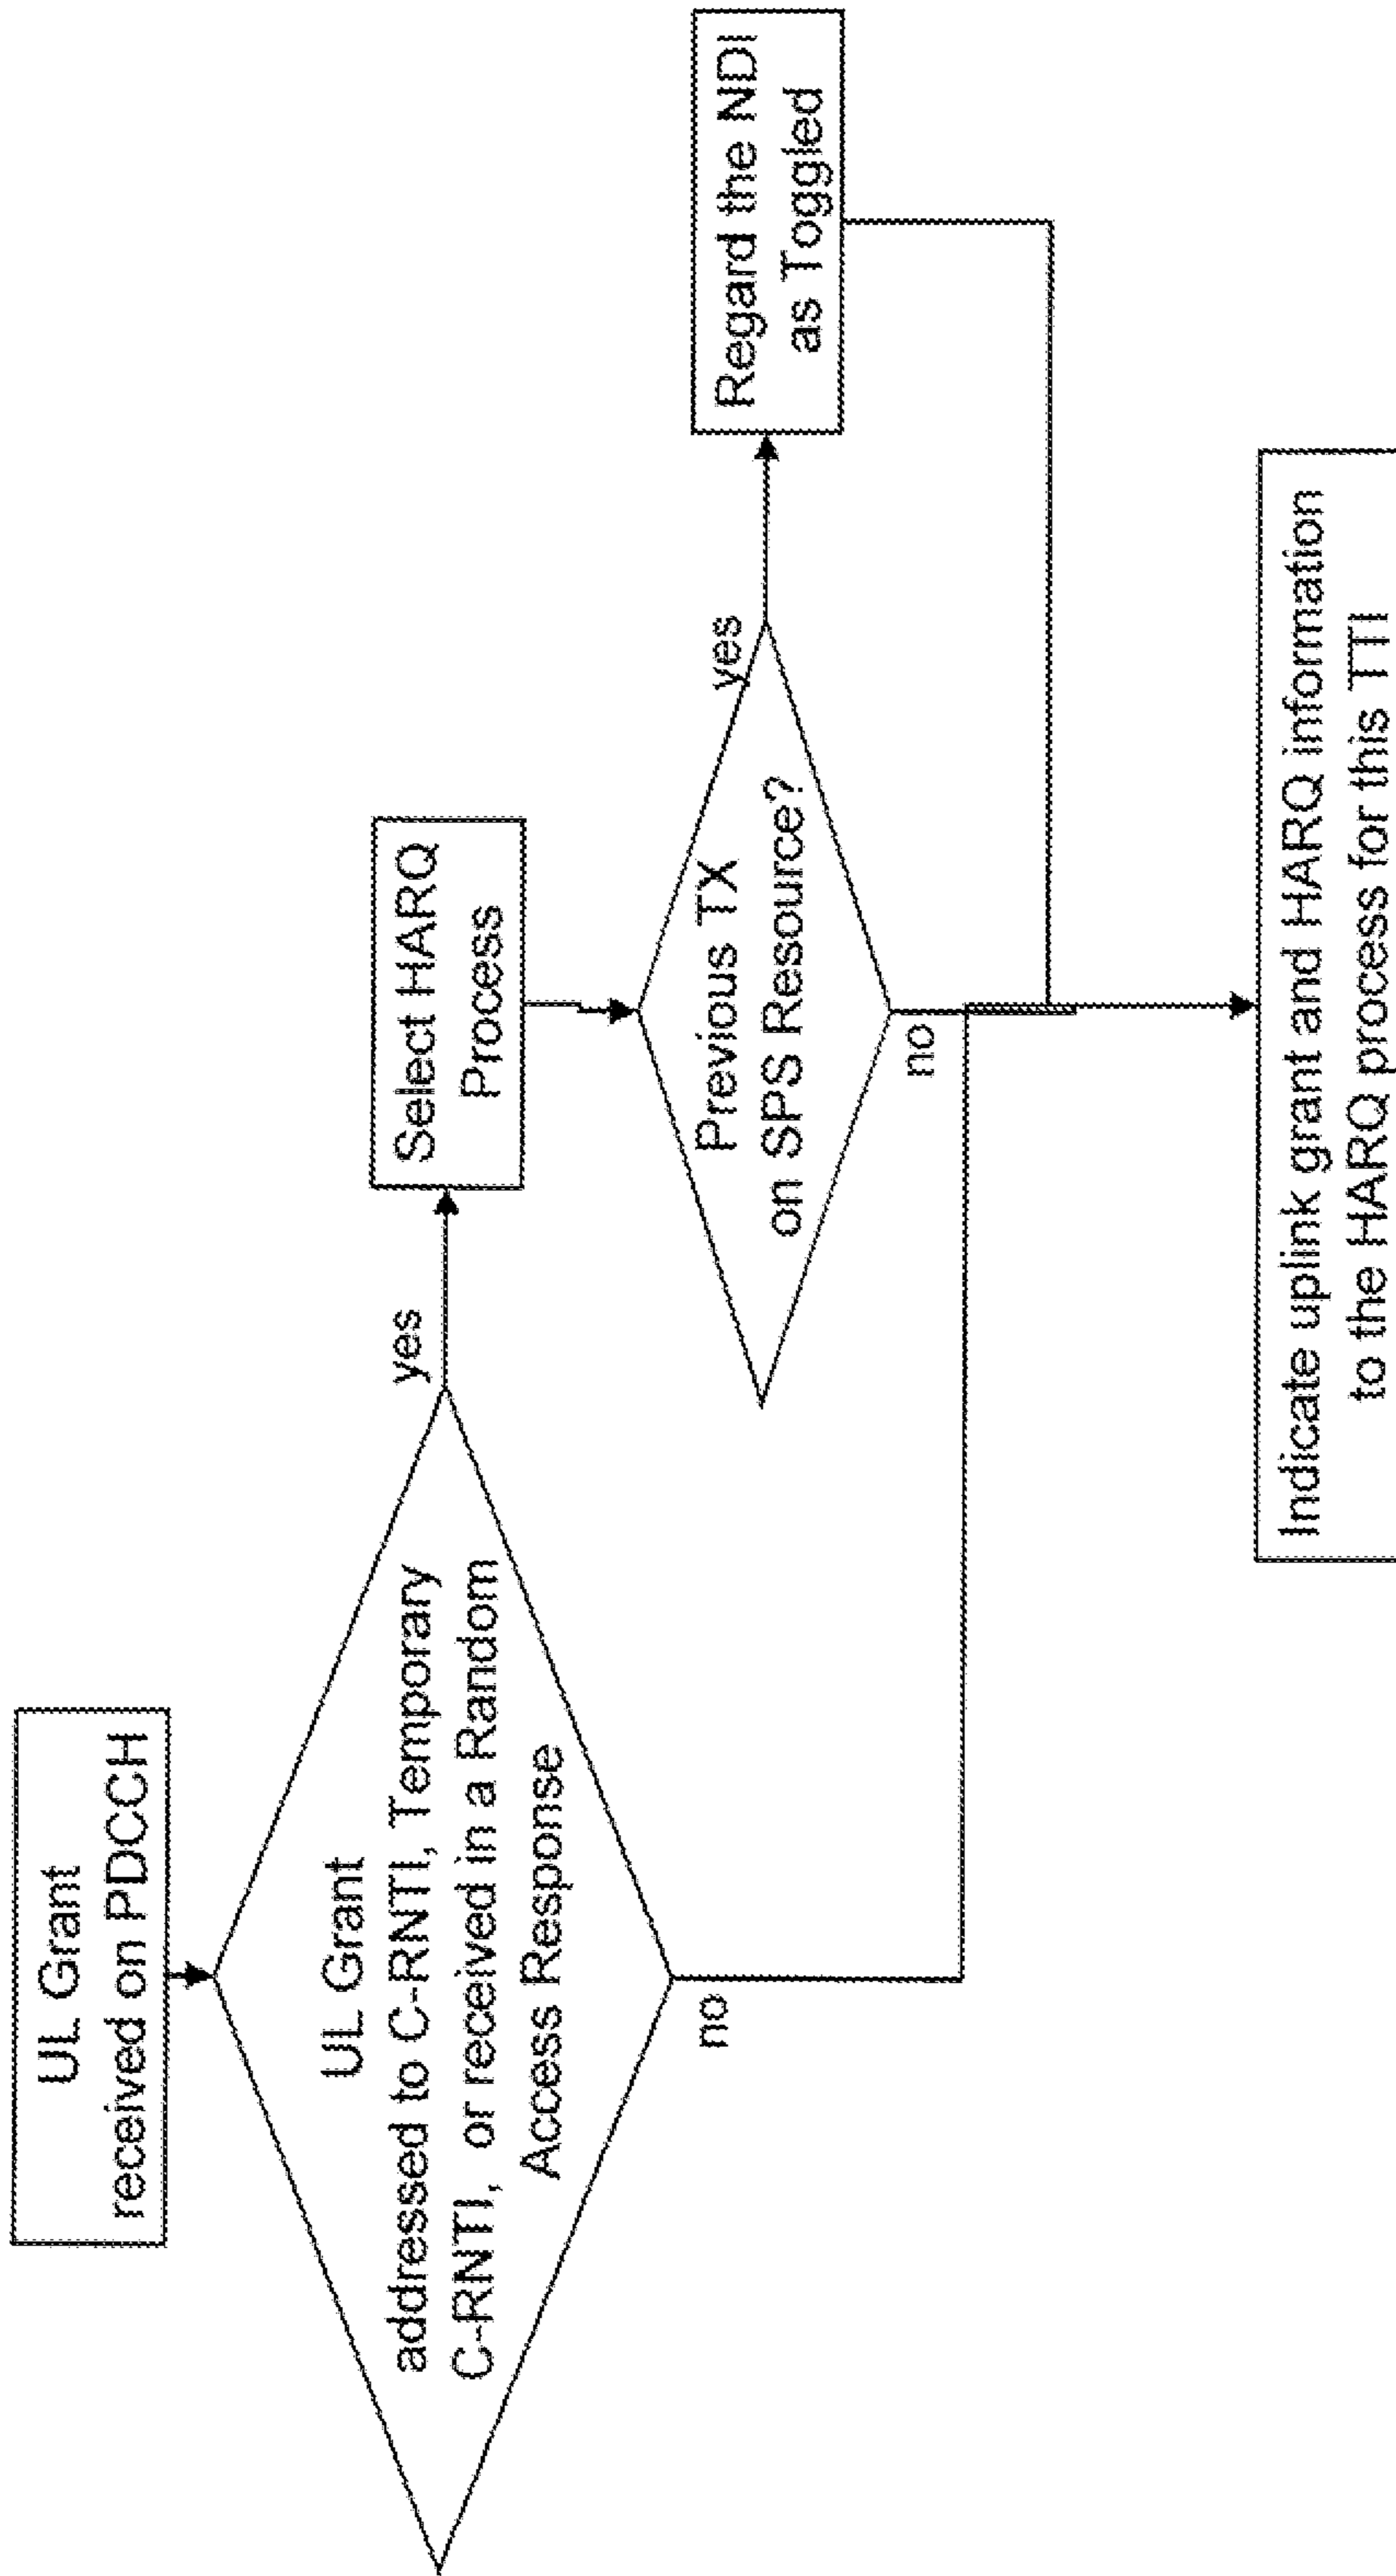 UL Grant
received on PDCCH
UL Grant
addressed to C-RNTI, Temporary
C-RNTI, or received in a Random
Access Response
yes
no
Select HARQ
Process
Previous TX
on SPS Resource?
yes
no
Regard the NDI
as Toggled
Indicate uplink grant and HARQ information
to the HARQ process for this TTI